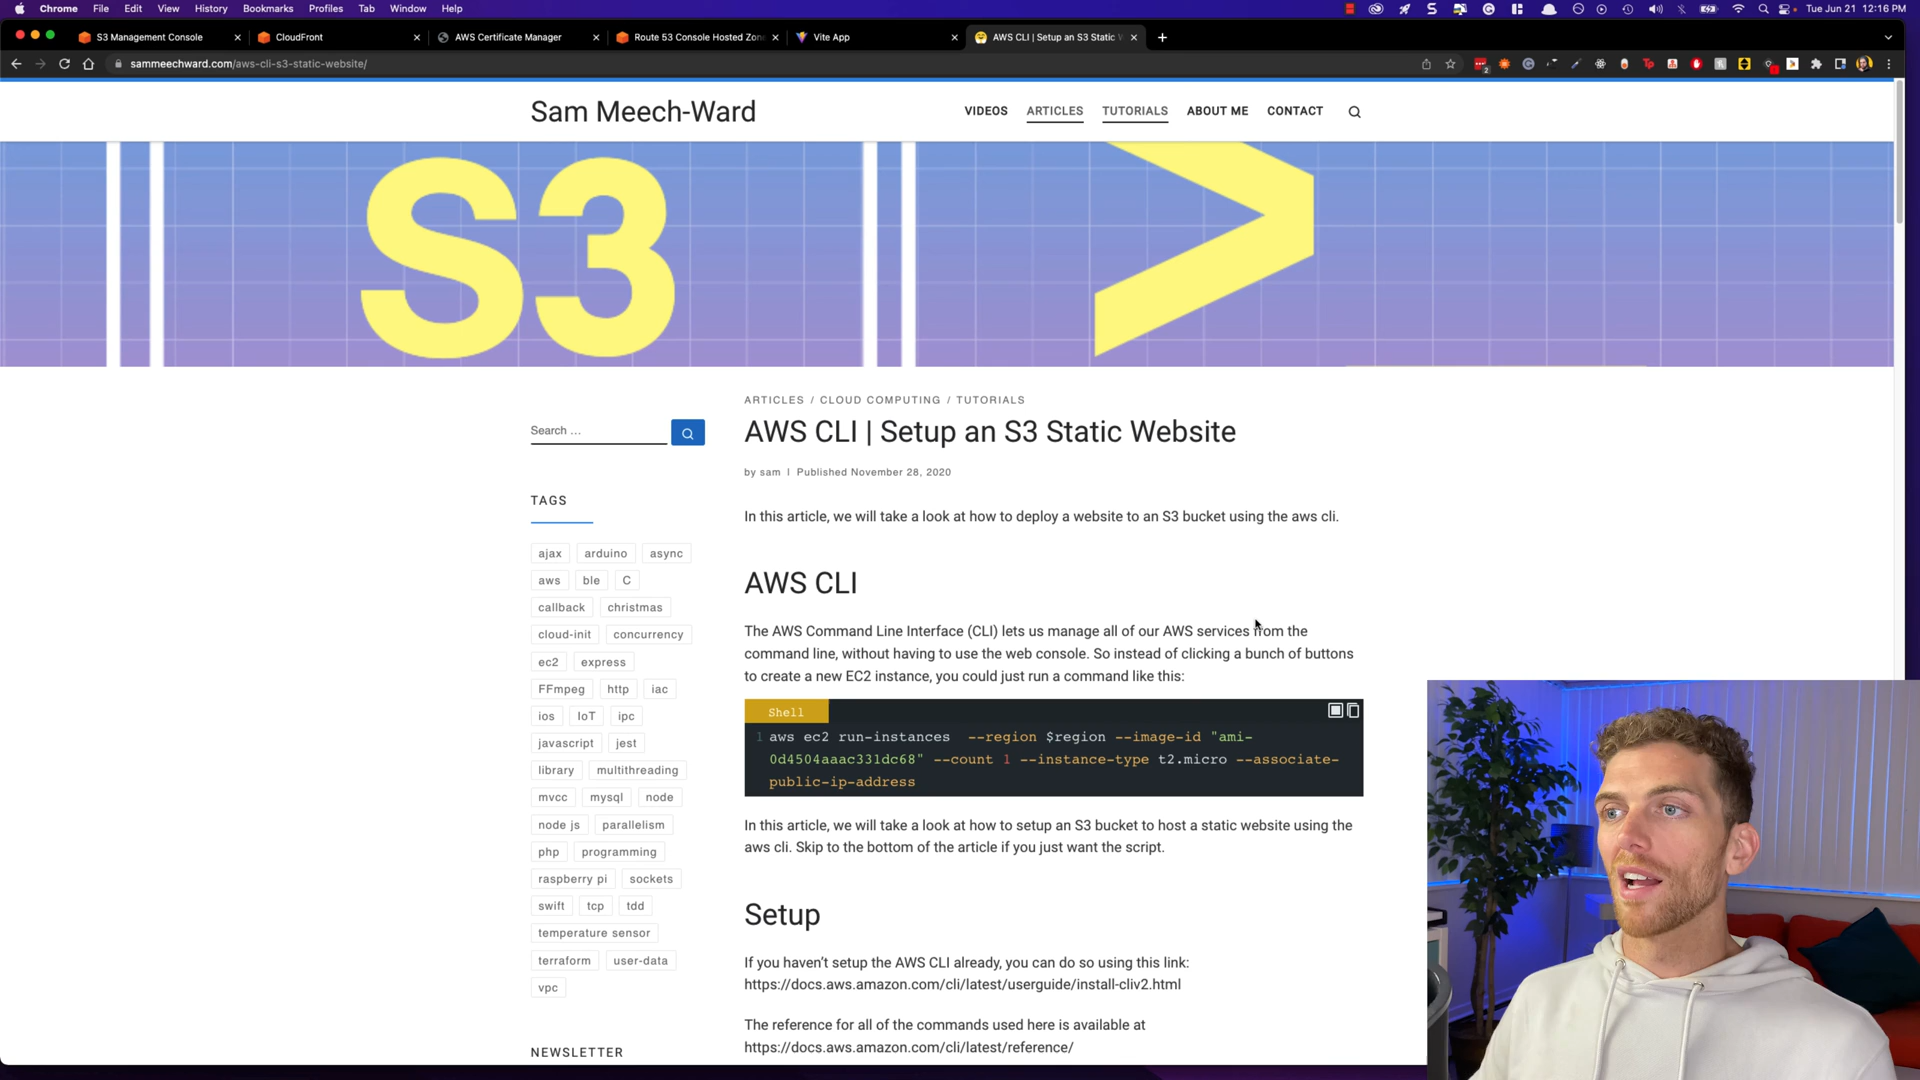 Chrome File Edit View History Bookmarks Profiles Tab Window Help Tue Jun 21 12:16 PM
S3 Management Console CloudFront AWS Certificate Manager Route 53 Console Hosted Zon Vite App AWS CLI | Setup an S3 Static W
sammeechward.com/aws-cli-s3-static-website/
Sam Meech-Ward VIDEOS ARTICLES TUTORIALS ABOUT ME CONTACT
S3 >
ARTICLES / CLOUD COMPUTING / TUTORIALS
AWS CLI | Setup an S3 Static Website
by sam | Published November 28, 2020
In this article, we will take a look at how to deploy a website to an S3 bucket using the aws cli.
AWS CLI
The AWS Command Line Interface (CLI) lets us manage all of our AWS services from the
command line, without having to use the web console. So instead of clicking a bunch of buttons
to create a new EC2 instance, you could just run a command like this:
Shell
1 aws ec2 run-instances --region $region --image-id "ami-
0d4504aaac331dc68" --count 1 --instance-type t2.micro --associate-
public-ip-address
In this article, we will take a look at how to setup an S3 bucket to host a static website using the
aws cli. Skip to the bottom of the article if you just want the script.
Setup
If you haven't setup the AWS CLI already, you can do so using this link:
https://docs.aws.amazon.com/cli/latest/userguide/install-cliv2.html
The reference for all of the commands used here is available at
https://docs.aws.amazon.com/cli/latest/reference/
Search …
TAGS
ajax arduino async
aws ble C
callback christmas
cloud-init concurrency
ec2 express
FFmpeg http iac
ios IoT ipc
javascript jest
library multithreading
mvcc mysql node
node js parallelism
php programming
raspberry pi sockets
swift tcp tdd
temperature sensor
terraform user-data
vpc
NEWSLETTER